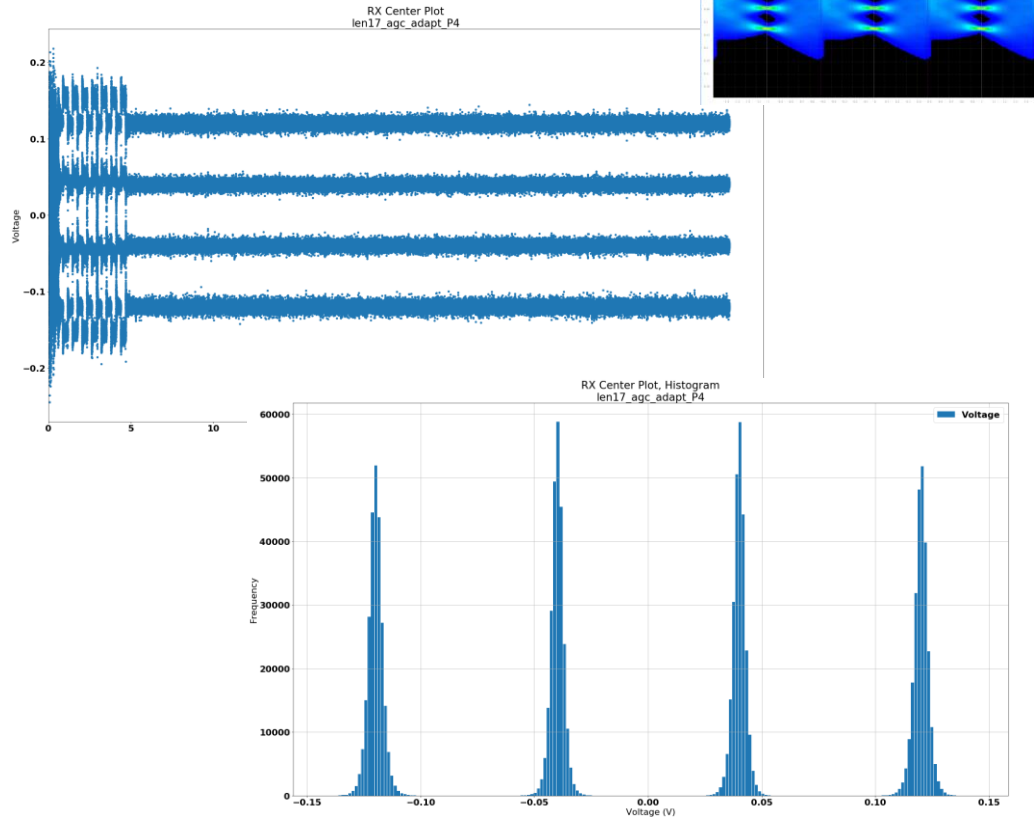 RX Center Plot
len17_agc_adapt_P4
Voltage
0.2
0.1
0.0
−0.1
−0.2
0 5 10
RX Center Plot, Histogram
len17_agc_adapt_P4
Voltage
Frequency
60000
50000
40000
30000
20000
10000
0
−0.15 −0.10 −0.05 0.00 0.05 0.10 0.15
Voltage (V)